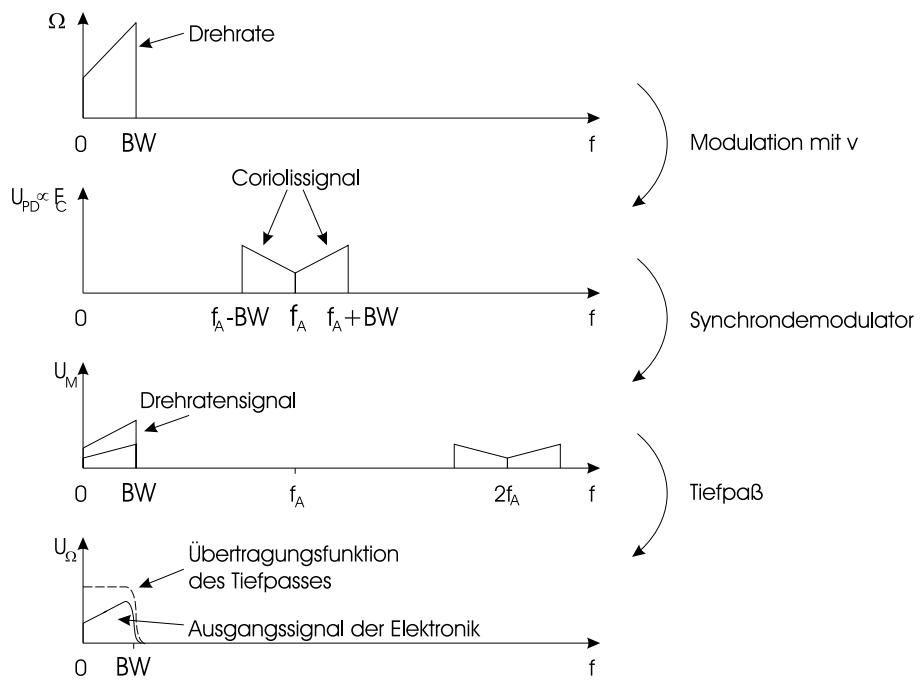 Ω
Drehrate
0 BW f
Modulation mit v
Coriolissignal
U_PD ∝ F_C
0 f_A-BW f_A f_A+BW f
Synchrondemodulator
U_M
Drehratensignal
0 BW f_A 2f_A f
Tiefpaß
U_Ω
Übertragungsfunktion
des Tiefpasses
Ausgangssignal der Elektronik
0 BW f